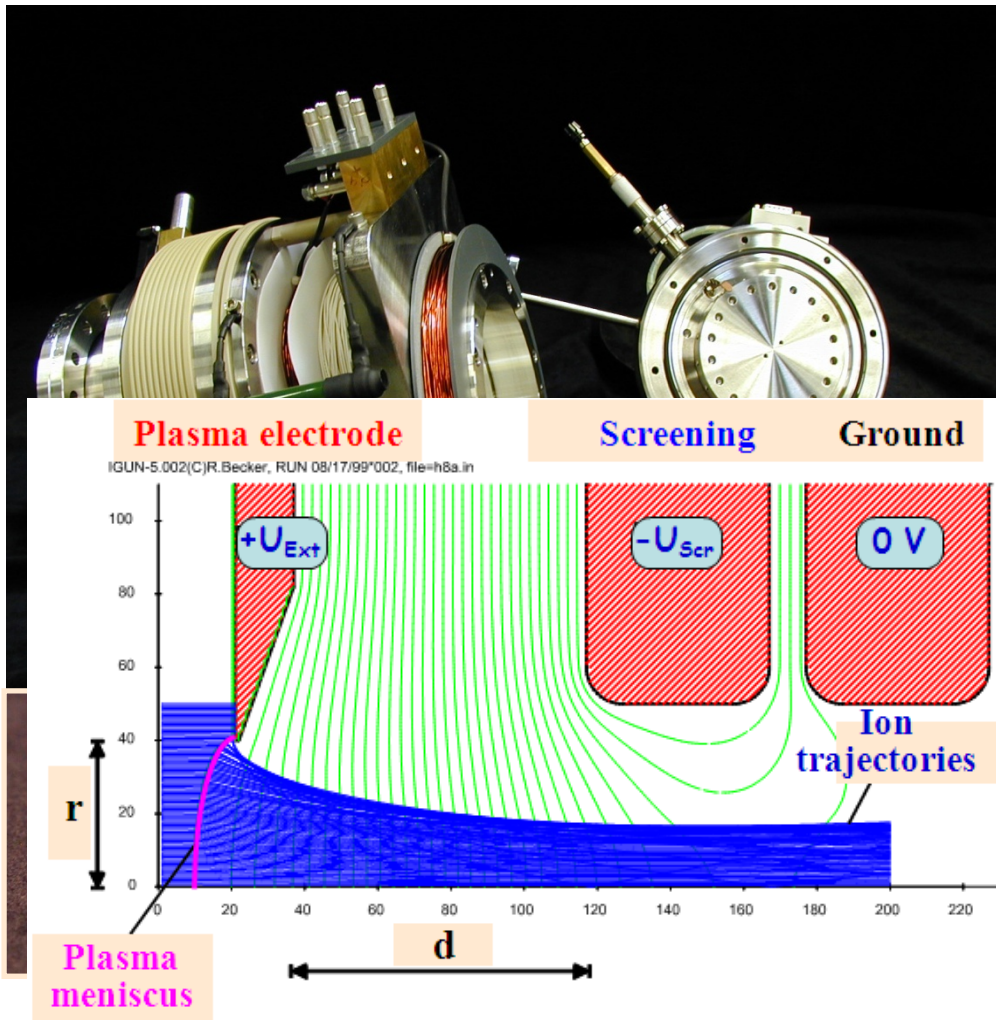 Plasma electrode
Screening
Ground
IGUN-5.002(C)R.Becker, RUN 08/17/99*002, file=h8a.in
+UExt
-UScr
0 V
100
80
60
40
20
0
r
Ion
trajectories
0
20
40
60
80
100
120
140
160
180
200
220
d
Plasma
meniscus